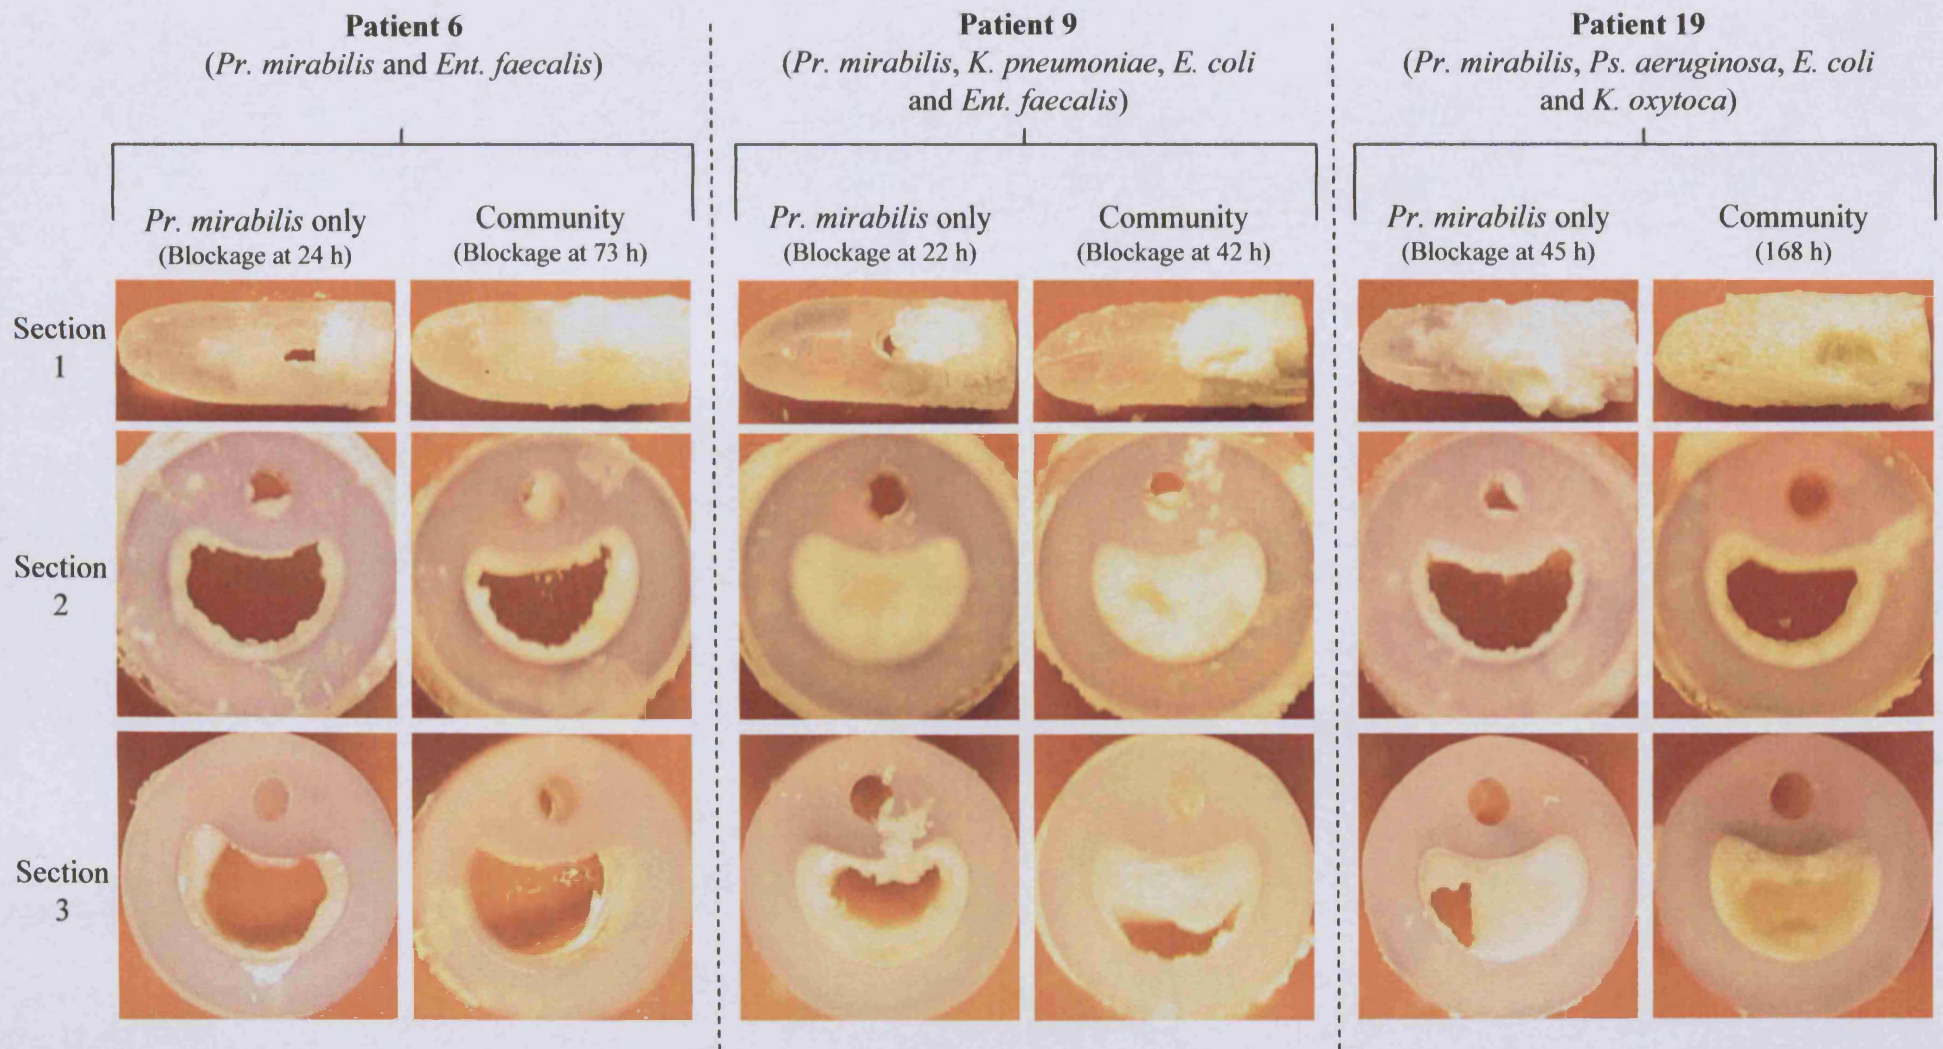 Patient 6
(Pr. mirabilis and Ent. faecalis)
Pr. mirabilis only
(Blockage at 24 h)
Community
(Blockage at 73 h)
Patient 9
(Pr. mirabilis, K. pneumoniae, E. coli
and Ent. faecalis)
Pr. mirabilis only
(Blockage at 22 h)
Community
(Blockage at 42 h)
Patient 19
(Pr. mirabilis, Ps. aeruginosa, E. coli
and K. oxytoca)
Pr. mirabilis only
(Blockage at 45 h)
Community
(168 h)
Section
1
Section
2
Section
3